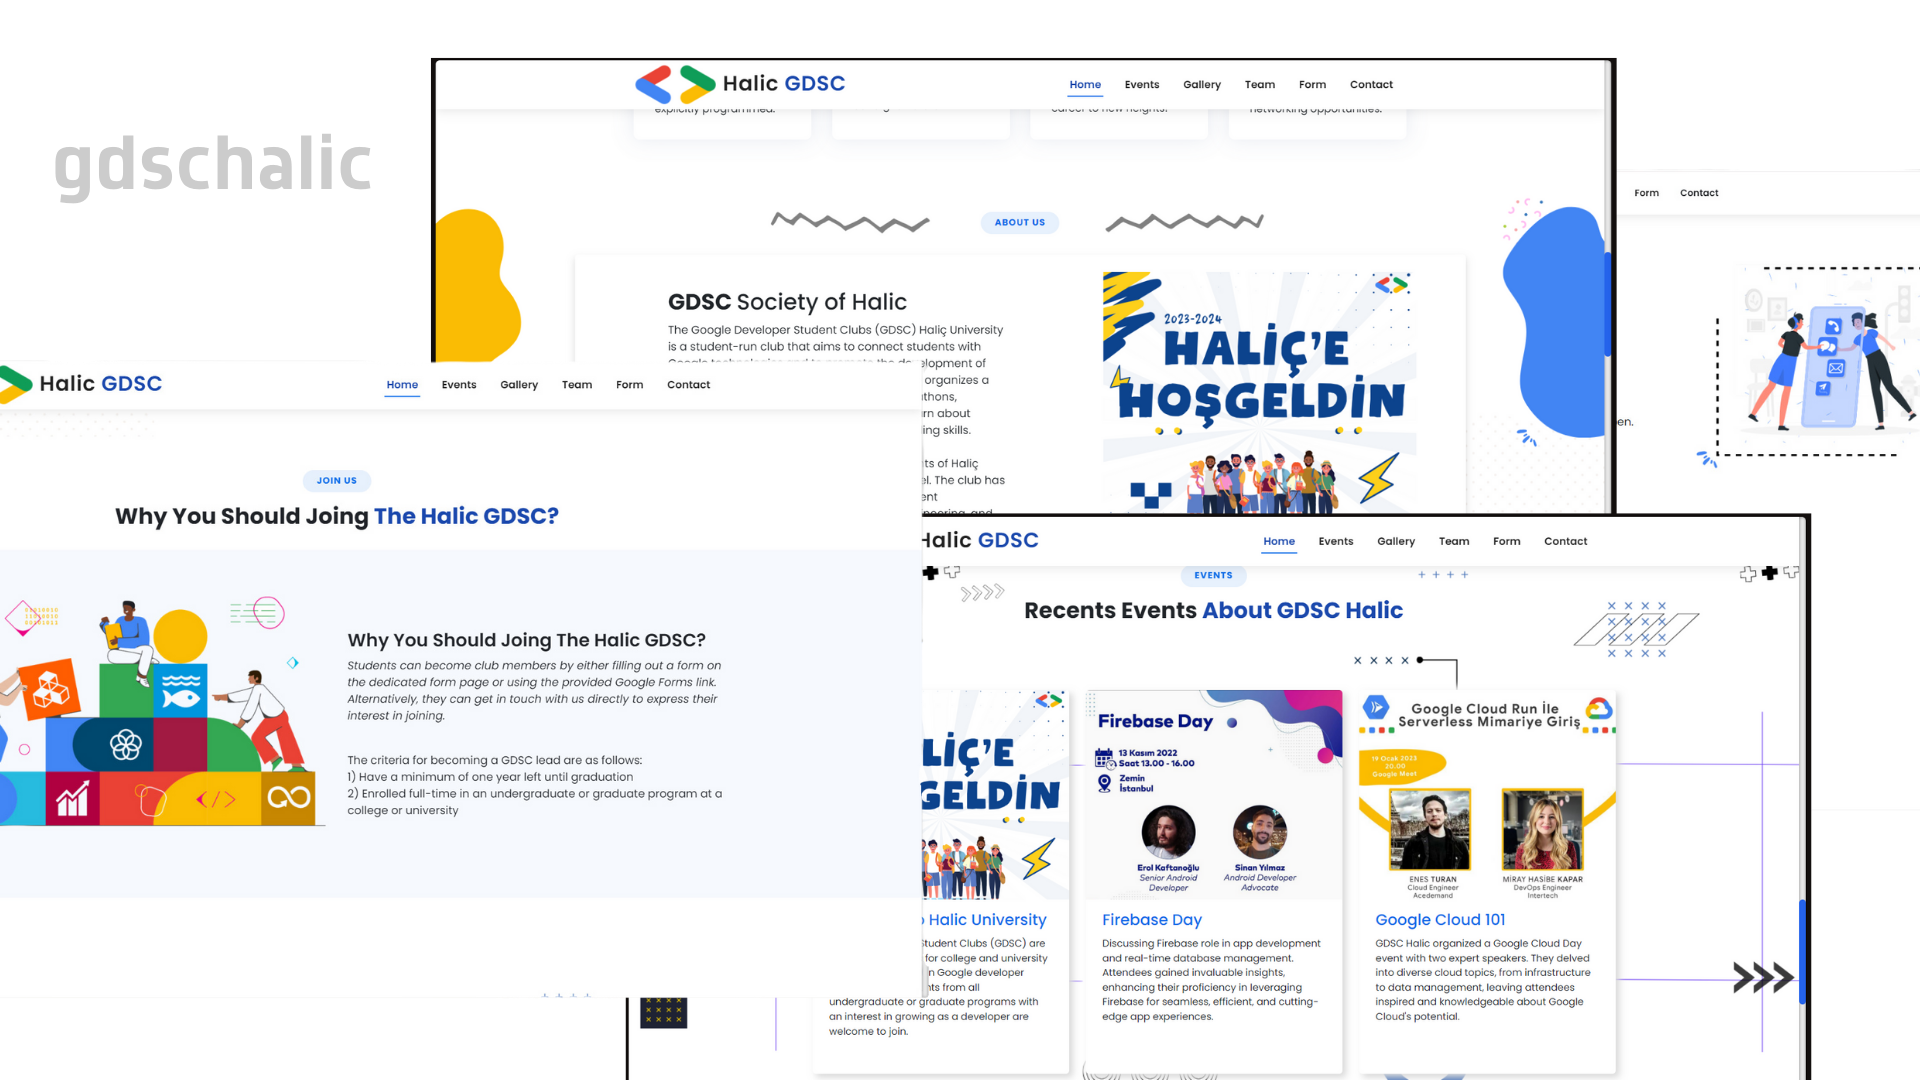 gdschalic
Halic GDSC
Home Events Gallery Team Form Contact
explicitly programmed.
career to new heights.
networking opportunities.
ABOUT US
GDSC Society of Halic
The Google Developer Student Clubs (GDSC) Haliç University
is a student-run club that aims to connect students with
elopment of
organizes a
thons,
rn about
ing skills.
ts of Haliç
el. The club has
ent
2023-2024
HALİÇ'E
HOŞGELDİN
Form Contact
en.
Halic GDSC
Home Events Gallery Team Form Contact
JOIN US
Why You Should Joing The Halic GDSC?
Why You Should Joing The Halic GDSC?
Students can become club members by either filling out a form on
the dedicated form page or using the provided Google Forms link.
Alternatively, they can get in touch with us directly to express their
interest in joining.
The criteria for becoming a GDSC lead are as follows:
1) Have a minimum of one year left until graduation
2) Enrolled full-time in an undergraduate or graduate program at a
college or university
Halic GDSC
Home Events Gallery Team Form Contact
EVENTS
Recents Events About GDSC Halic
LİÇ'E
GELDİN
Halic University
Student Clubs (GDSC) are
for college and university
n Google developer
nts from all
undergraduate or graduate programs with
an interest in growing as a developer are
welcome to join.
Firebase Day
13 Kasım 2022
Saat 13.00 - 16.00
Zemin
İstanbul
Erol Kaftanoğlu
Senior Android
Developer
Sinan Yılmaz
Android Developer
Advocate
Firebase Day
Discussing Firebase role in app development
and real-time database management.
Attendees gained invaluable insights,
enhancing their proficiency in leveraging
Firebase for seamless, efficient, and cutting-
edge app experiences.
Google Cloud Run İle
Serverless Mimariye Giriş
19 Ocak 2023
20.00
Google Meet
ENES TURAN
Cloud Engineer
Acedemand
MİRAY HASİBE KAPAR
DevOps Engineer
Intertech
Google Cloud 101
GDSC Halic organized a Google Cloud Day
event with two expert speakers. They delved
into diverse cloud topics, from infrastructure
to data management, leaving attendees
inspired and knowledgeable about Google
Cloud's potential.